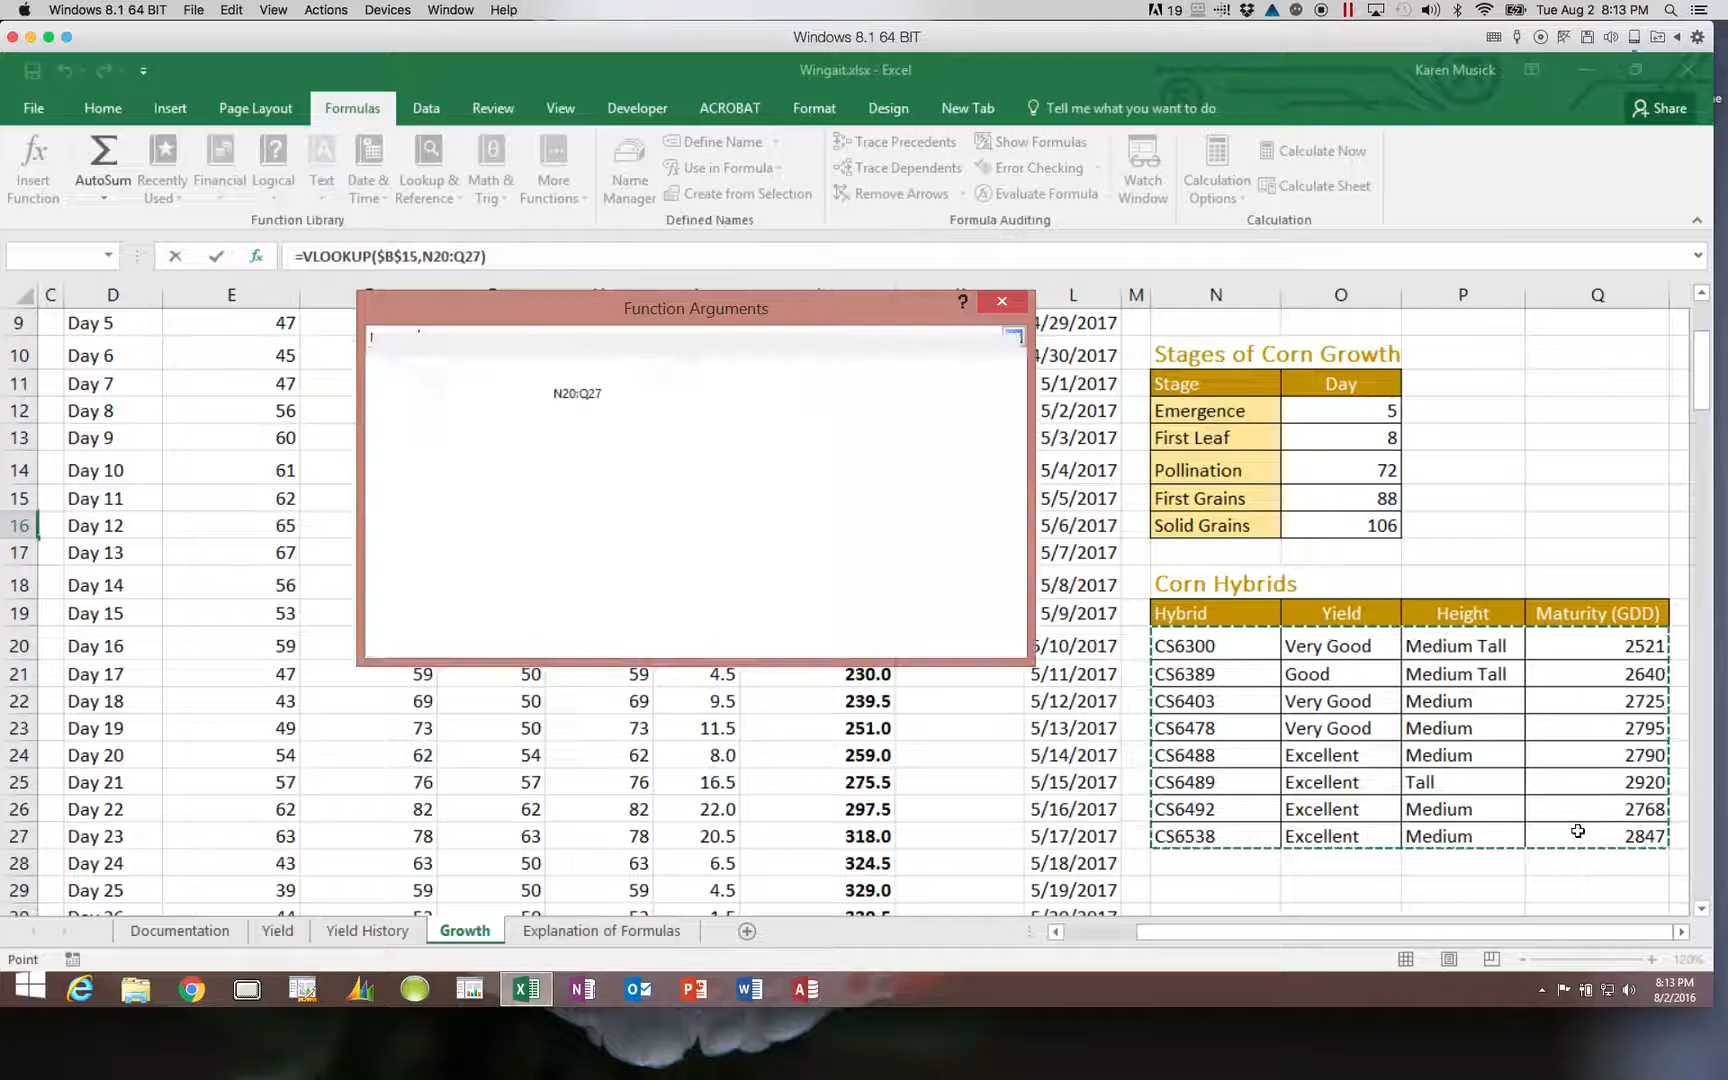 Windows 8.1 64 BIT File Edit View Actions Devices Window Help 19 Tue Aug 2 8:13 PM
Windows 8.1 64 BIT
Wingait.xlsx - Excel Karen Musick
File Home Insert Page Layout Formulas Data Review View Developer ACROBAT Format Design New Tab Tell me what you want to do Share
Insert Function AutoSum Recently Used Financial Logical Text Date & Time Lookup & Reference Math & Trig More Functions
Function Library
Name Manager Define Name Use in Formula Create from Selection
Defined Names
Trace Precedents Trace Dependents Remove Arrows Show Formulas Error Checking Evaluate Formula Watch Window
Formula Auditing
Calculation Options Calculate Now Calculate Sheet
Calculation
=VLOOKUP($B$15,N20:Q27)
C D E L M N O P Q
Function Arguments ?
N20:Q27
9 Day 5 47 4/29/2017
10 Day 6 45 4/30/2017 Stages of Corn Growth
11 Day 7 47 5/1/2017 Stage Day
12 Day 8 56 5/2/2017 Emergence 5
13 Day 9 60 5/3/2017 First Leaf 8
14 Day 10 61 5/4/2017 Pollination 72
15 Day 11 62 5/5/2017 First Grains 88
16 Day 12 65 5/6/2017 Solid Grains 106
17 Day 13 67 5/7/2017
18 Day 14 56 5/8/2017 Corn Hybrids
19 Day 15 53 5/9/2017 Hybrid Yield Height Maturity (GDD)
20 Day 16 59 5/10/2017 CS6300 Very Good Medium Tall 2521
21 Day 17 47 59 50 59 4.5 230.0 5/11/2017 CS6389 Good Medium Tall 2640
22 Day 18 43 69 50 69 9.5 239.5 5/12/2017 CS6403 Very Good Medium 2725
23 Day 19 49 73 50 73 11.5 251.0 5/13/2017 CS6478 Very Good Medium 2795
24 Day 20 54 62 54 62 8.0 259.0 5/14/2017 CS6488 Excellent Medium 2790
25 Day 21 57 76 57 76 16.5 275.5 5/15/2017 CS6489 Excellent Tall 2920
26 Day 22 62 82 62 82 22.0 297.5 5/16/2017 CS6492 Excellent Medium 2768
27 Day 23 63 78 63 78 20.5 318.0 5/17/2017 CS6538 Excellent Medium 2847
28 Day 24 43 63 50 63 6.5 324.5 5/18/2017
29 Day 25 39 59 50 59 4.5 329.0 5/19/2017
Documentation Yield Yield History Growth Explanation of Formulas
Point 120%
8:13 PM
8/2/2016